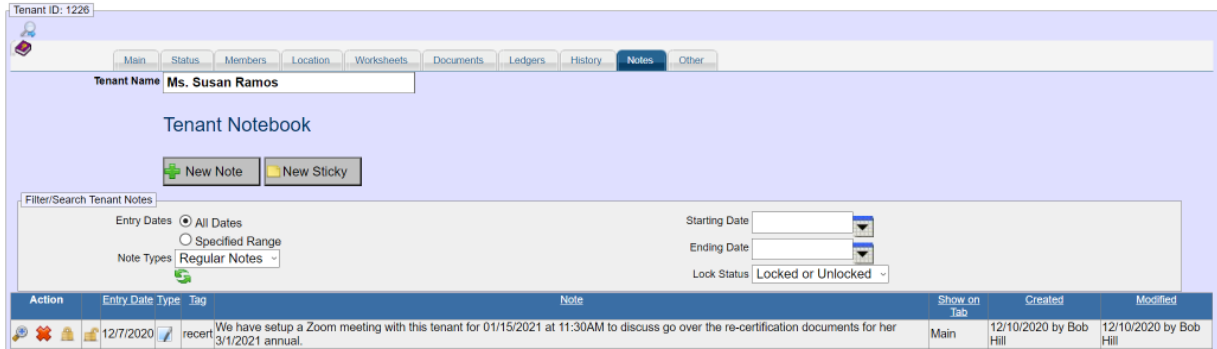 Tenant ID: 1226
Main Status Members Location Worksheets Documents Ledgers History Notes Other
Tenant Name Ms. Susan Ramos
Tenant Notebook
New Note New Sticky
Filter/Search Tenant Notes
Entry Dates All Dates Starting Date
Specified Range
Ending Date
Note Types Regular Notes
Lock Status Locked or Unlocked
Action Entry Date Type Tag Note Show on Tab Created Modified
12/7/2020 recert We have setup a Zoom meeting with this tenant for 01/15/2021 at 11:30AM to discuss go over the re-certification documents for her
3/1/2021 annual.
Main 12/10/2020 by Bob Hill 12/10/2020 by Bob Hill